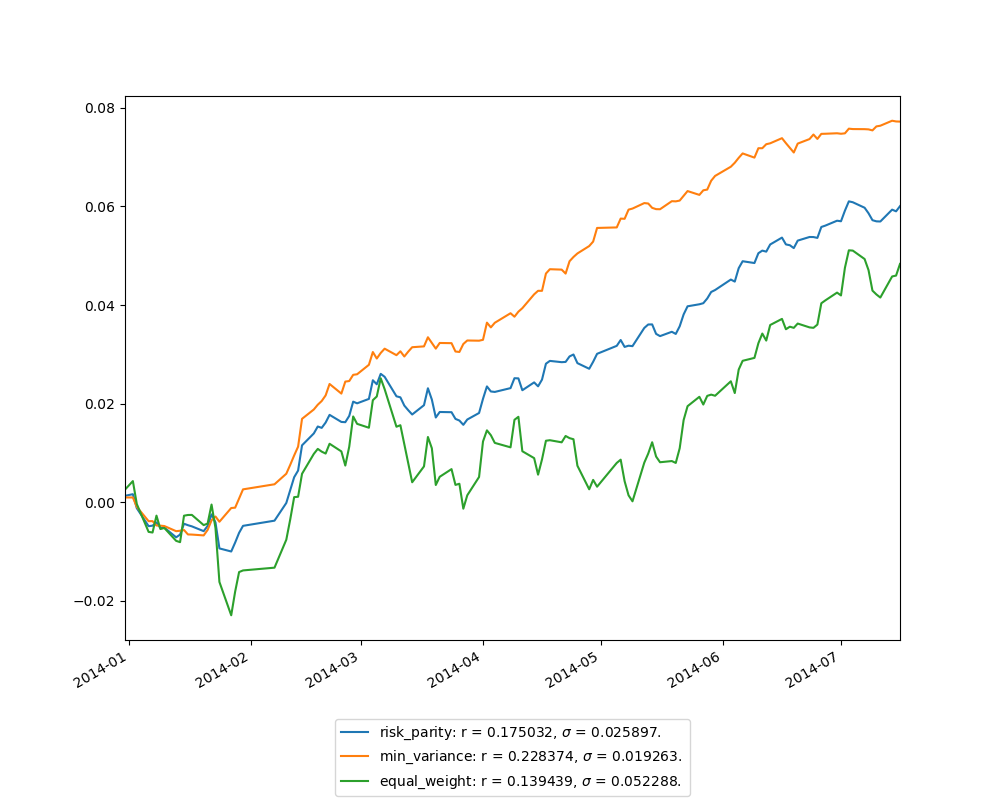 0.08
0.06
0.04
0.02
0.00
−0.02
2014-01 2014-02 2014-03 2014-04 2014-05 2014-06 2014-07
risk_parity: r = 0.175032, σ = 0.025897.
min_variance: r = 0.228374, σ = 0.019263.
equal_weight: r = 0.139439, σ = 0.052288.